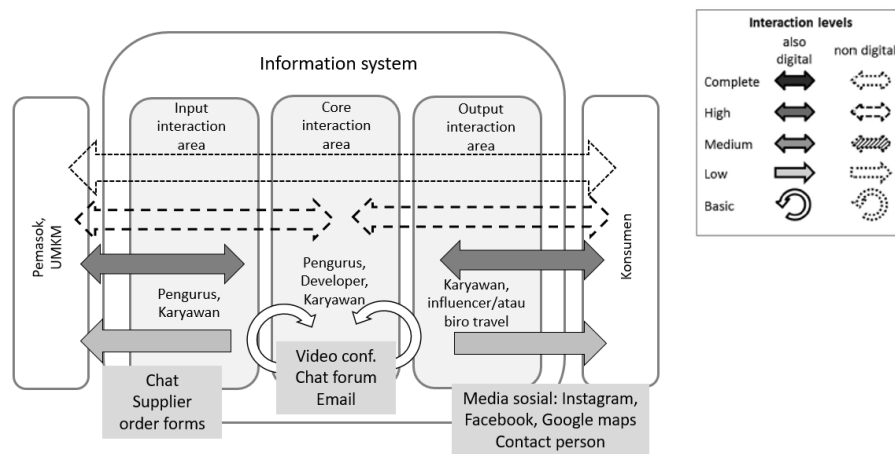 Information system
Input
interaction
area
Core
interaction
area
Output
interaction
area
Pemasok,
UMKM
Konsumen
Pengurus,
Karyawan
Pengurus,
Developer,
Karyawan
Karyawan,
influencer/atau
biro travel
Chat
Supplier
order forms
Video conf.
Chat forum
Email
Media sosial: Instagram,
Facebook, Google maps
Contact person
Interaction levels
also
digital
non digital
Complete
High
Medium
Low
Basic